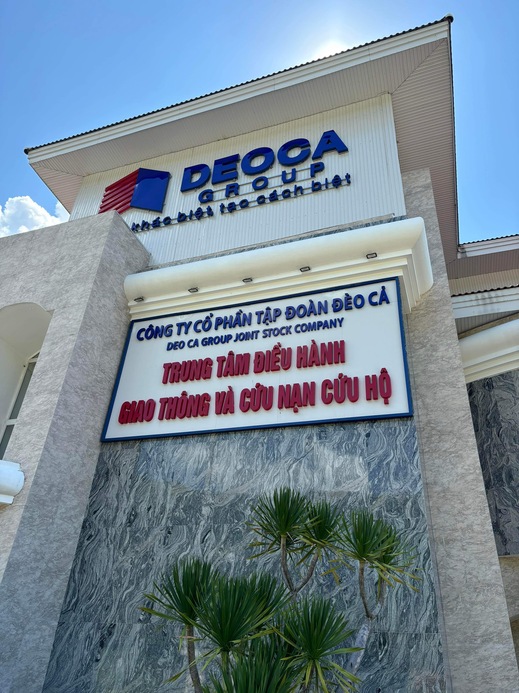 DEOCA
GROUP
khác biệt tạo cách biệt
CÔNG TY CỔ PHẦN TẬP ĐOÀN ĐÈO CẢ
DEO CA GROUP JOINT STOCK COMPANY
TRUNG TÂM ĐIỀU HÀNH
GIAO THÔNG VÀ CỨU NẠN CỨU HỘ